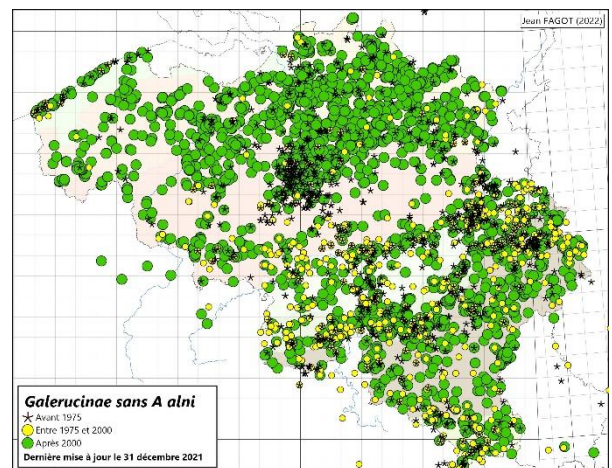 Jean FAGOT (2022)
Galerucinae sans A alni
Avant 1975
Entre 1975 et 2000
Après 2000
Dernière mise à jour le 31 décembre 2021